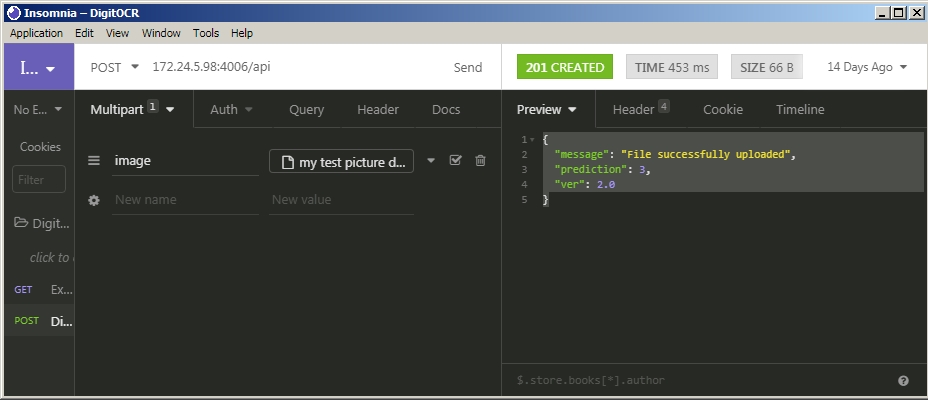 Insomnia – DigitOCR
Application Edit View Window Tools Help
I... POST 172.24.5.98:4006/api Send 201 CREATED TIME 453 ms SIZE 66 B 14 Days Ago
No E... Multipart 1 Auth Query Header Docs Preview Header 4 Cookie Timeline
Cookies
Filter
Digit...
click to
GET Ex...
POST Di...
image my test picture d...
New name New value
1 {
2 "message": "File successfully uploaded",
3 "prediction": 3,
4 "ver": 2.0
5 }
$.store.books[*].author